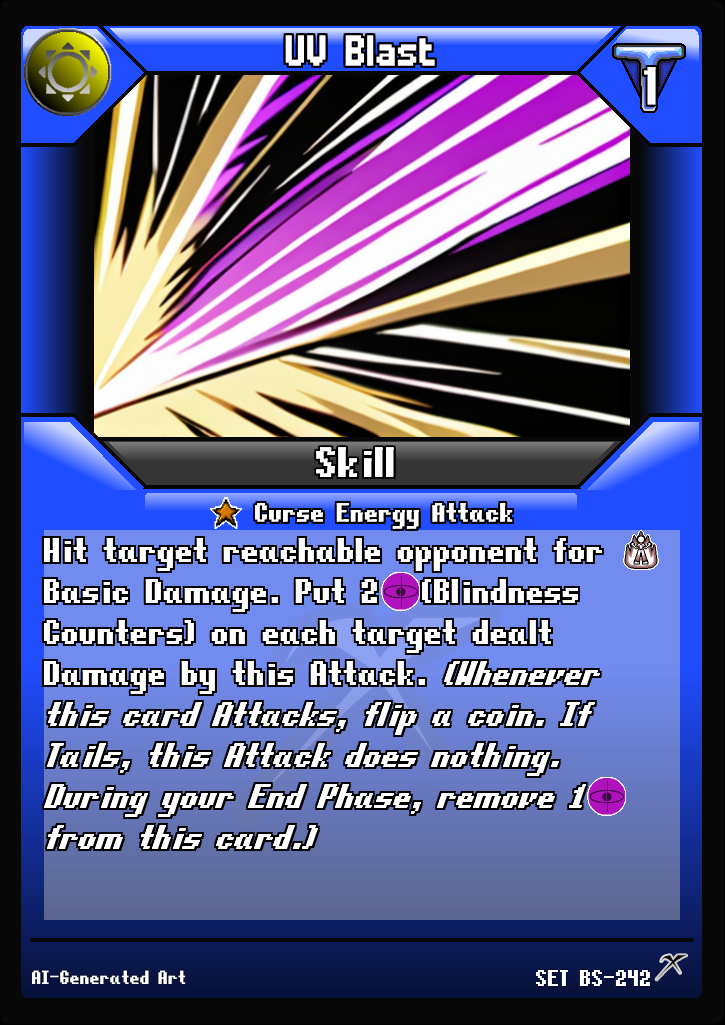 UV Blast
1
Skill
Curse Energy Attack
Hit target reachable opponent for
Basic Damage. Put 2 (Blindness
Counters) on each target dealt
Damage by this Attack. (Whenever
this card Attacks, flip a coin. If
Tails, this Attack does nothing.
During your End Phase, remove 1
from this card.)
AI-Generated Art
SET BS-242